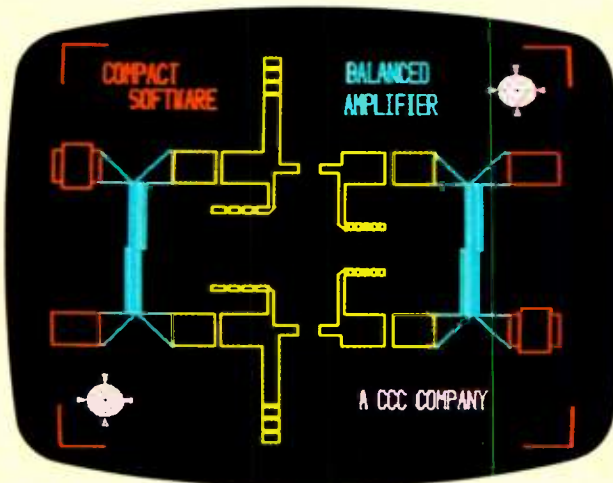 COMPACT
SOFTWARE
BALANCED
AMPLIFIER
A CCC COMPANY